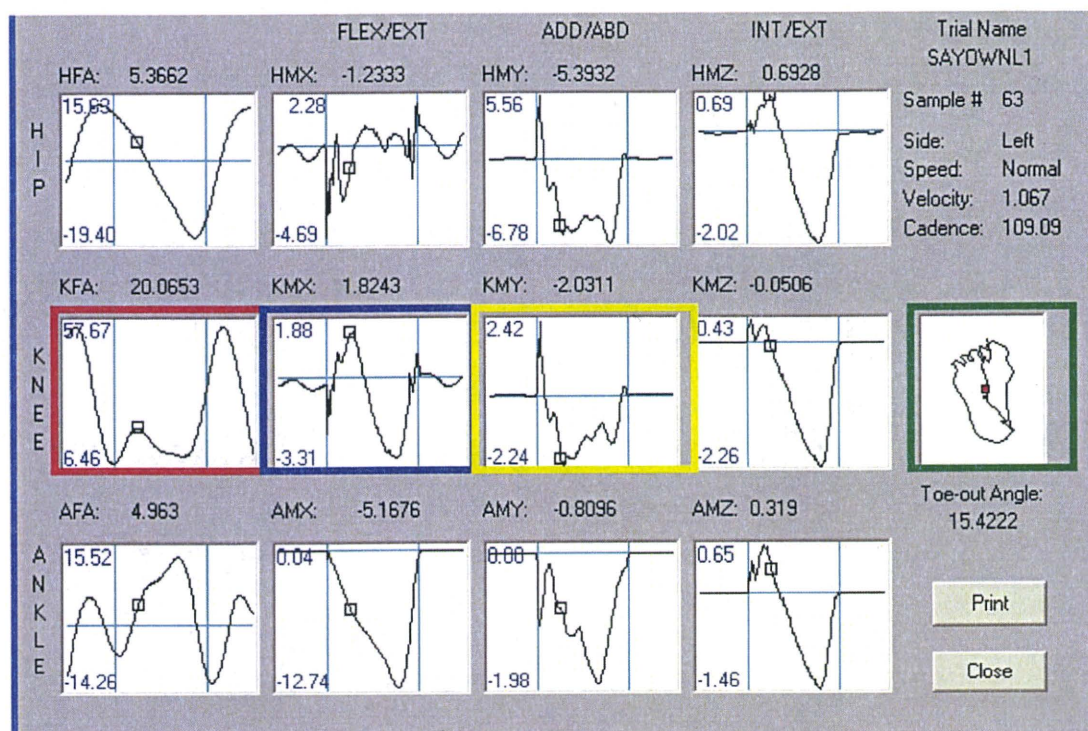 FLEX/EXT ADD/ABD INT/EXT Trial Name
SAYOWNL1
HFA: 5.3662 HMX: -1.2333 HMY: -5.3932 HMZ: 0.6928
HIP
15.93 2.28 5.56 0.69
-19.40 -4.69 -6.78 -2.02
Sample # 63
Side: Left
Speed: Normal
Velocity: 1.067
Cadence: 109.09
KFA: 20.0653 KMX: 1.8243 KMY: -2.0311 KMZ: -0.0506
KNEE
57.67 1.88 2.42 0.43
6.46 -3.31 -2.24 -2.26
Toe-out Angle:
15.4222
AFA: 4.963 AMX: -5.1676 AMY: -0.8096 AMZ: 0.319
ANKLE
15.52 0.04 0.00 0.65
-14.26 -12.74 -1.98 -1.46
Print
Close